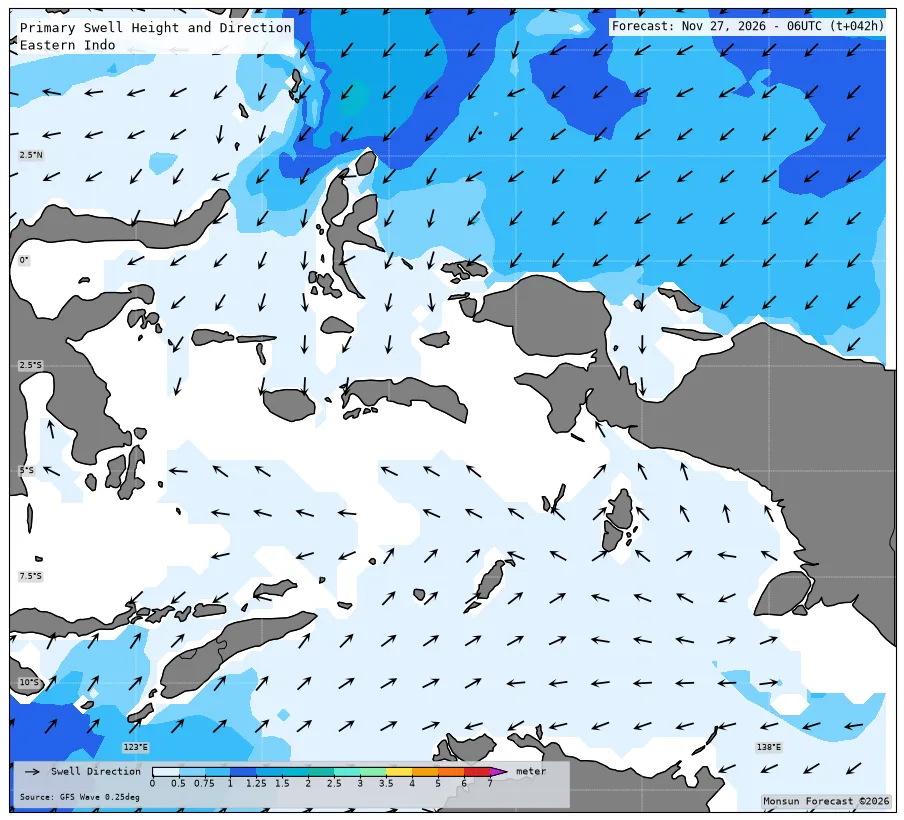 Primary Swell Height and Direction
Eastern Indo
Forecast: Nov 27, 2026 - 06UTC (t+042h)
2.5°N
0°
2.5°S
5°S
7.5°S
10°S
123°E
138°E
Swell Direction
0 0.5 0.75 1 1.25 1.5 2 2.5 3 3.5 4 5 6 7
meter
Source: GFS Wave 0.25deg
Monsun Forecast ©2026